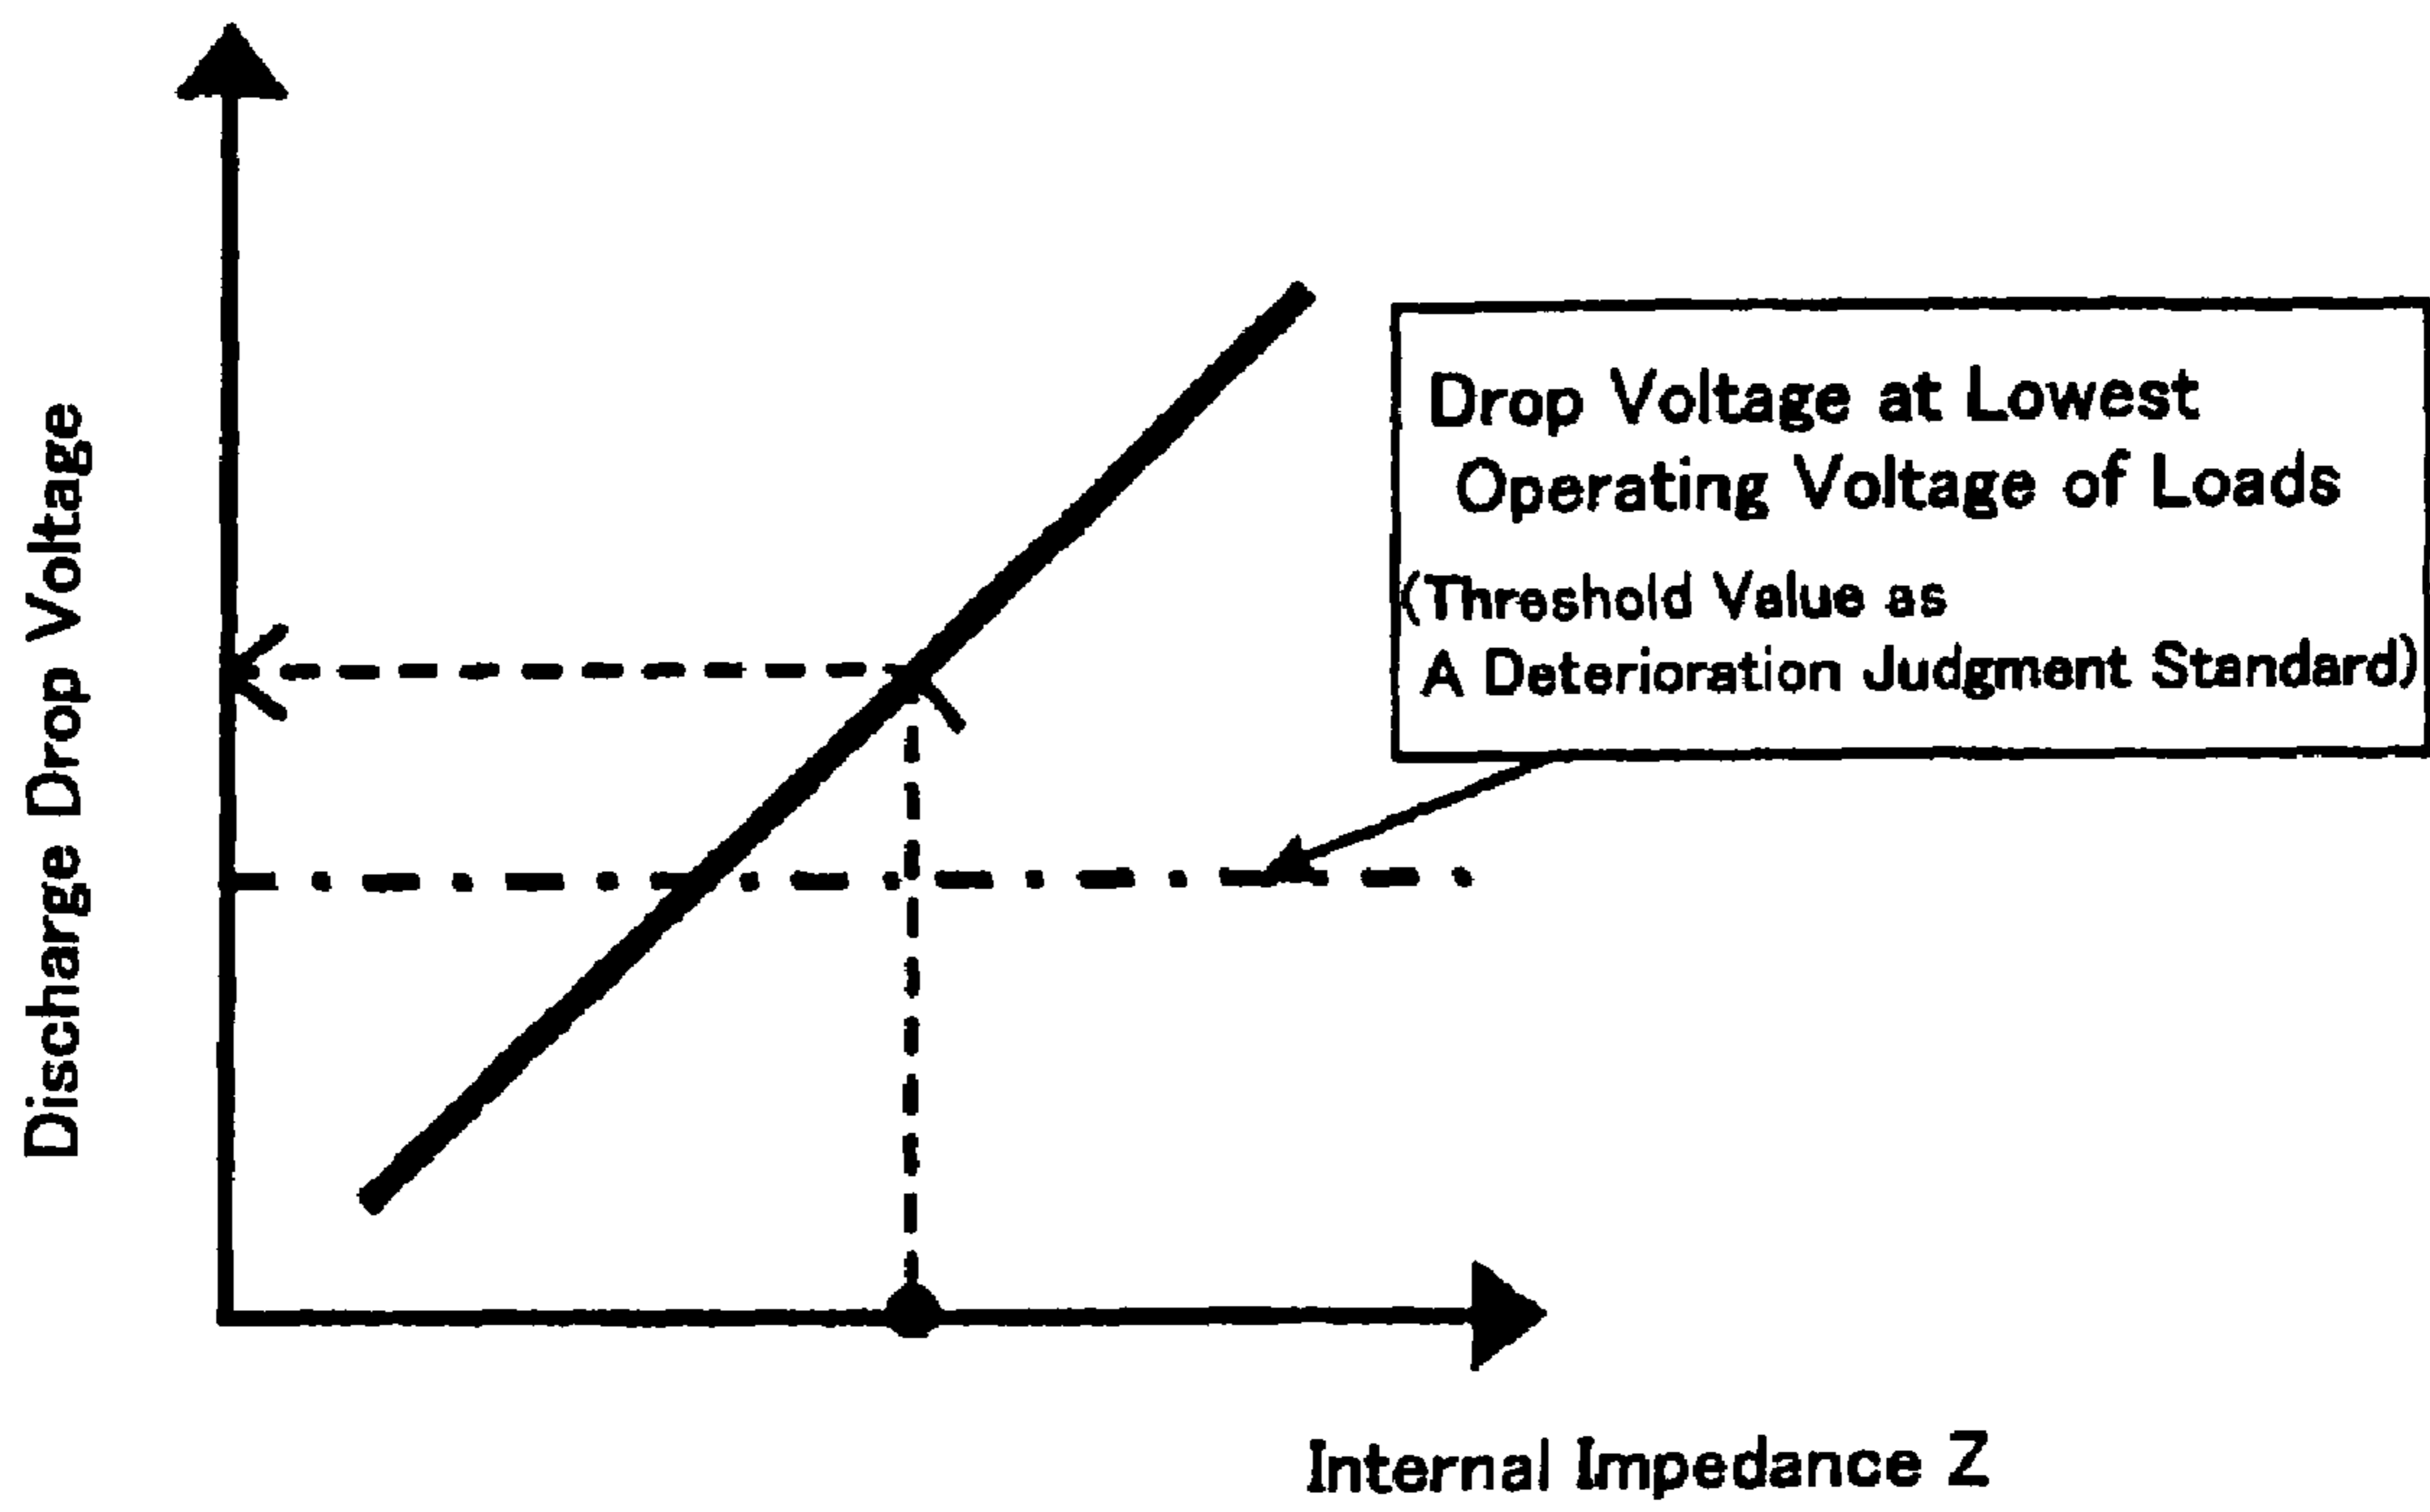 Discharge Drop Voltage
Drop Voltage at Lowest
Operating Voltage of Loads
(Threshold Value as
A Deterioration Judgment Standard)
Internal Impedance Z